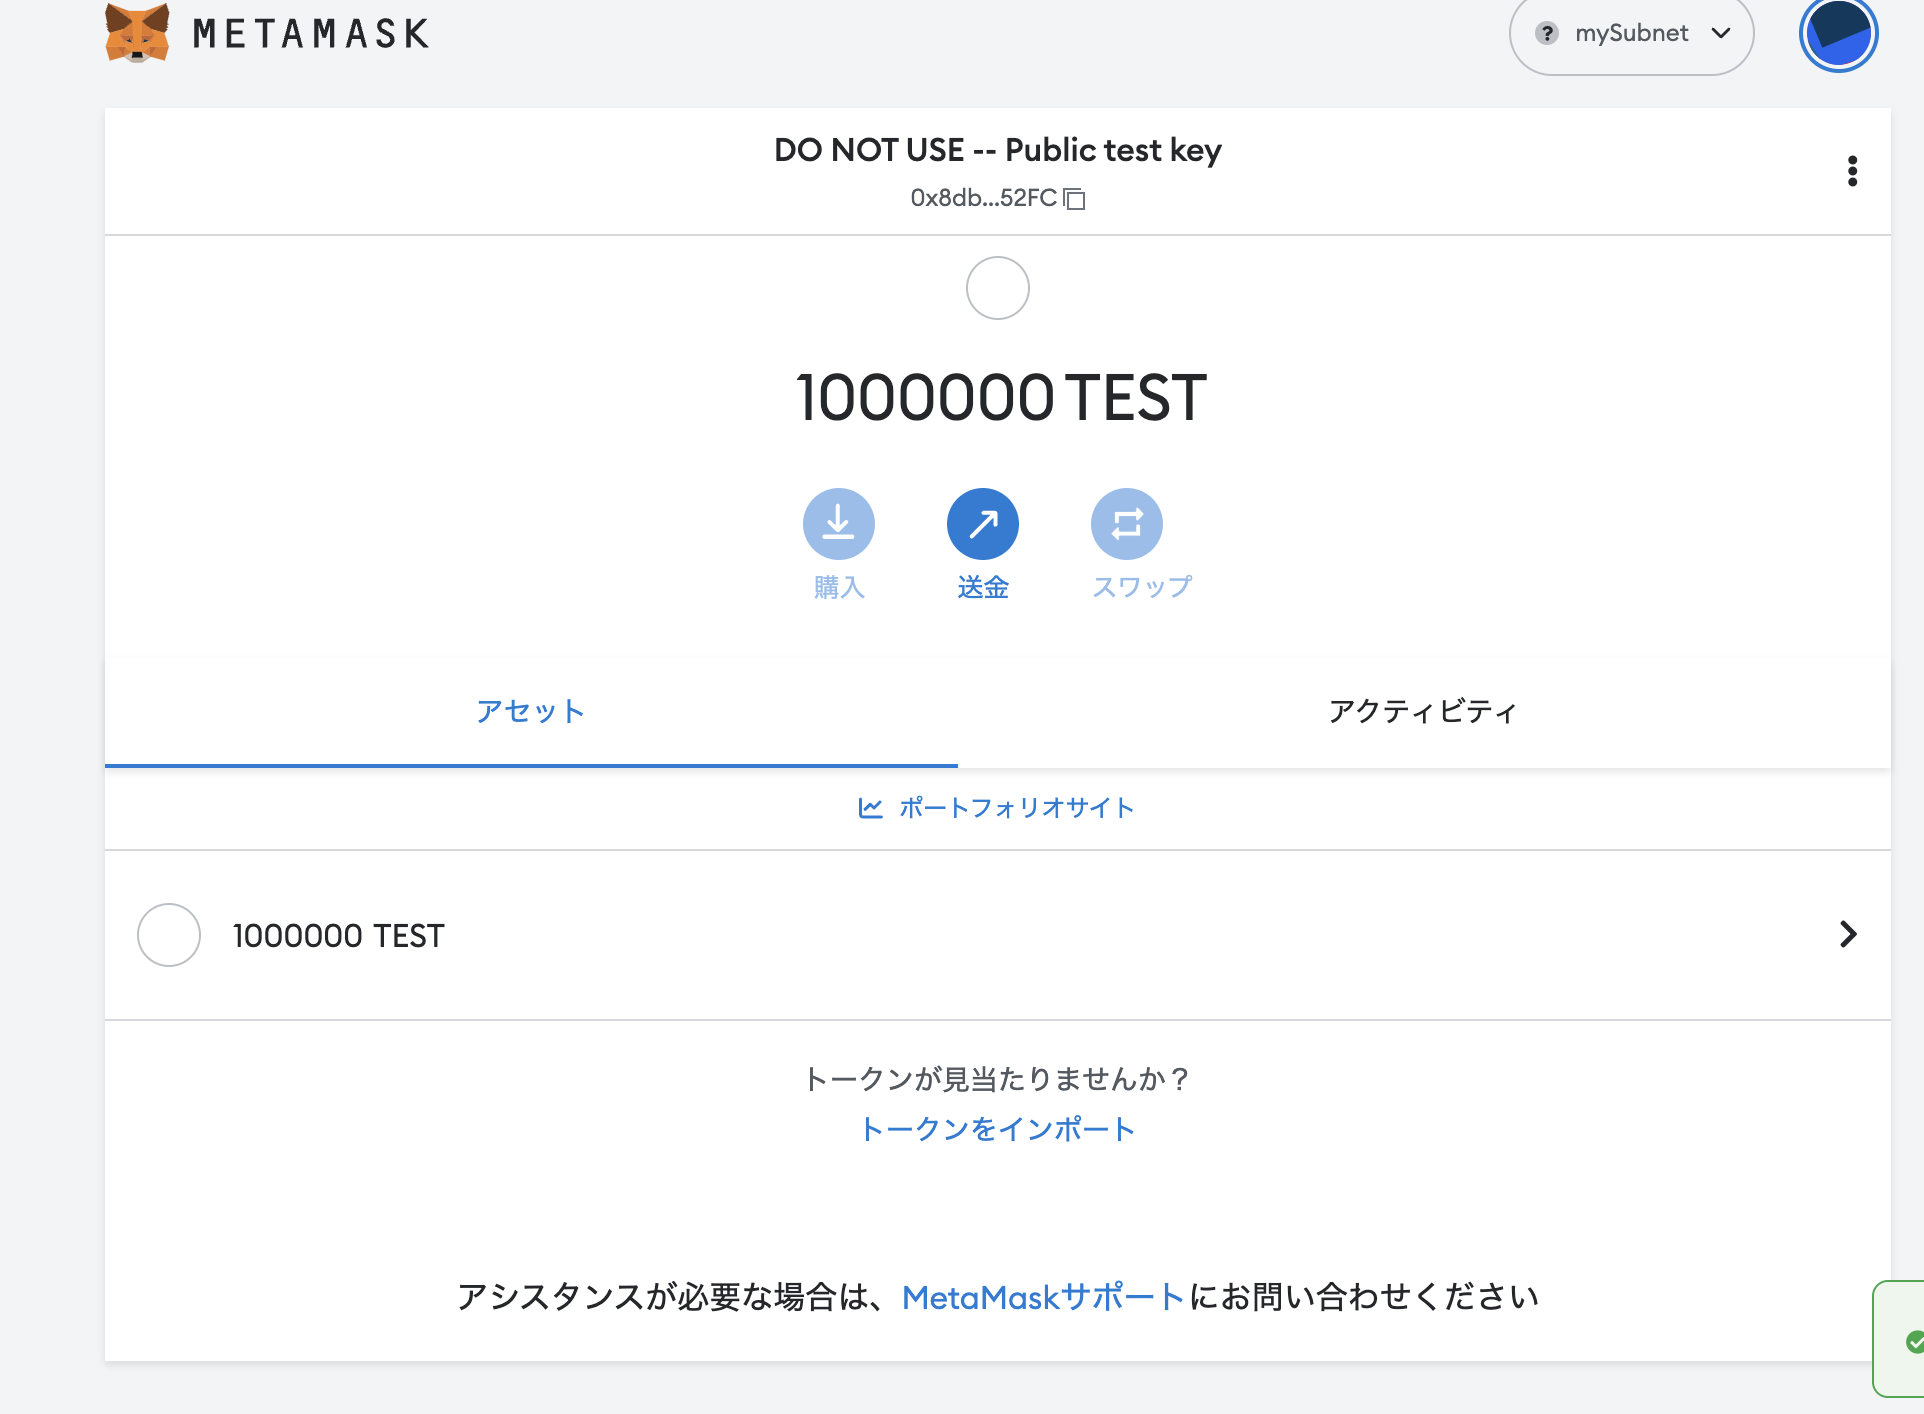 METAMASK
? mySubnet
DO NOT USE -- Public test key
0x8db...52FC
1000000 TEST
購入
送金
スワップ
アセット
アクティビティ
ポートフォリオサイト
1000000 TEST
トークンが見当たりませんか？
トークンをインポート
アシスタンスが必要な場合は、MetaMaskサポートにお問い合わせください